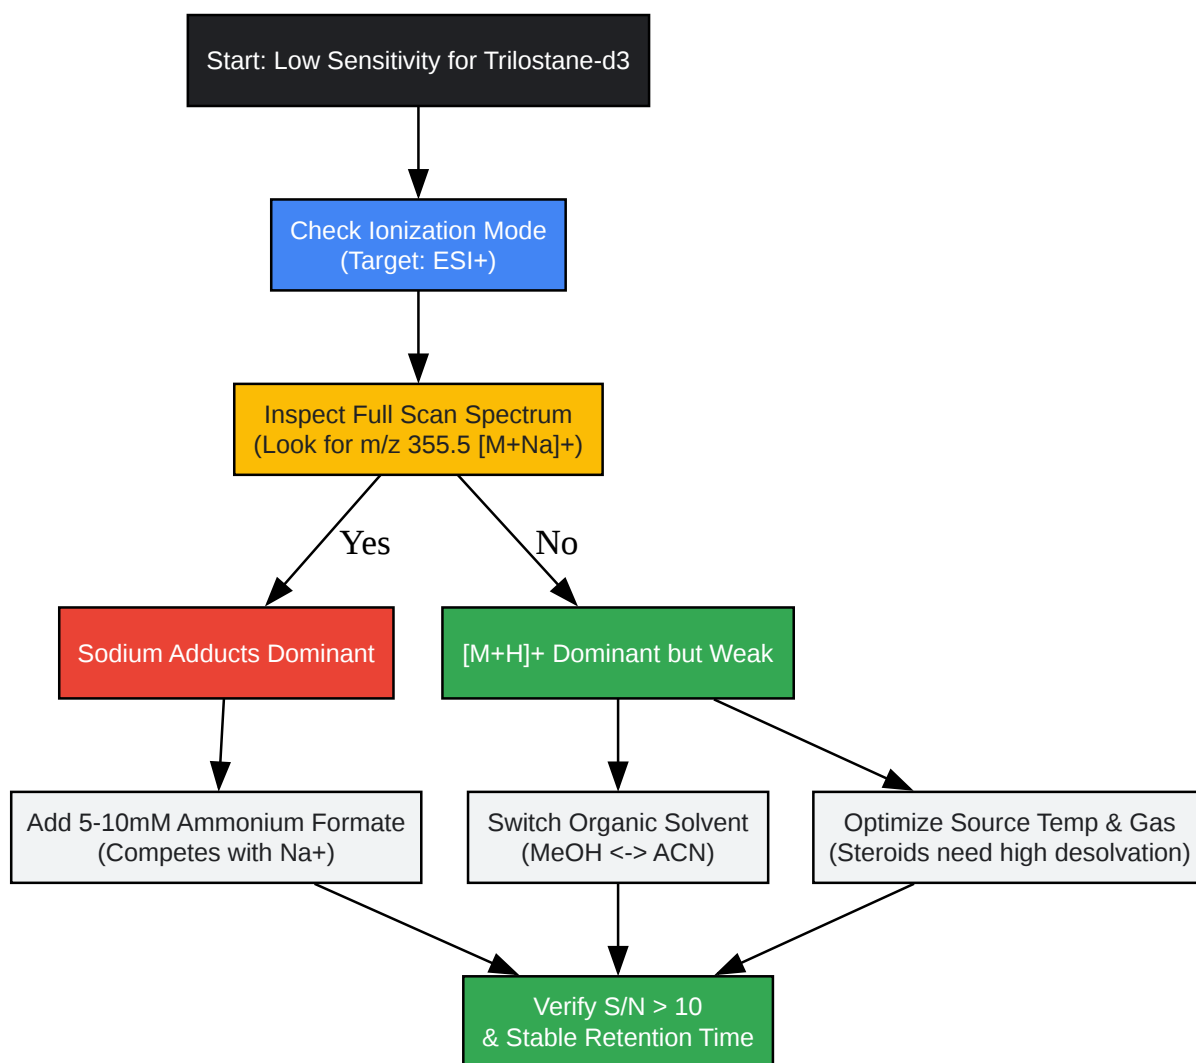 Start: Low Sensitivity for Trilostane-d3
Check Ionization Mode
(Target: ESI+)
Inspect Full Scan Spectrum
(Look for m/z 355.5 [M+Na]+)
Yes
No
Sodium Adducts Dominant
[M+H]+ Dominant but Weak
Add 5-10mM Ammonium Formate
(Competes with Na+)
Switch Organic Solvent
(MeOH <-> ACN)
Optimize Source Temp & Gas
(Steroids need high desolvation)
Verify S/N > 10
& Stable Retention Time